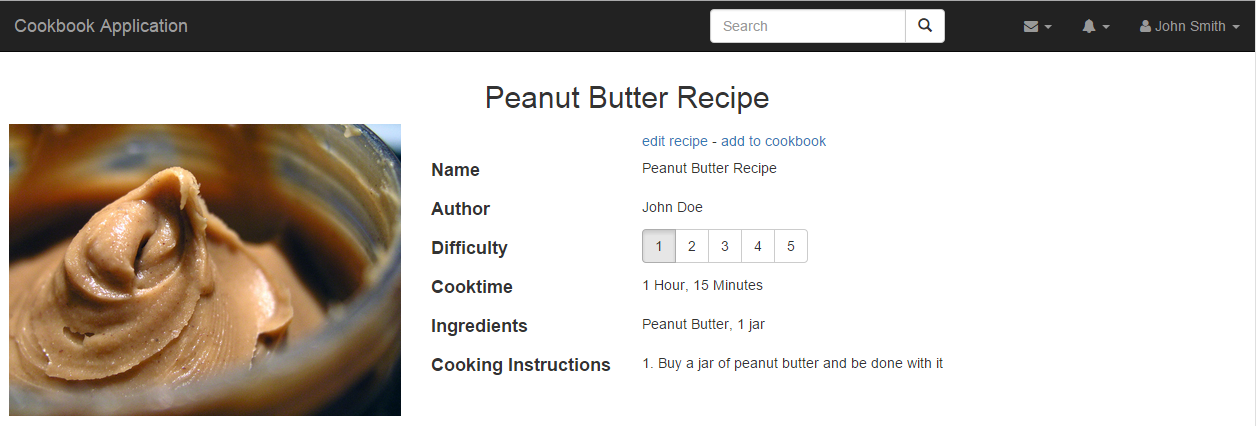 Cookbook Application Search John Smith
Peanut Butter Recipe
edit recipe - add to cookbook
Name Peanut Butter Recipe
Author John Doe
Difficulty 1 2 3 4 5
Cooktime 1 Hour, 15 Minutes
Ingredients Peanut Butter, 1 jar
Cooking Instructions 1. Buy a jar of peanut butter and be done with it